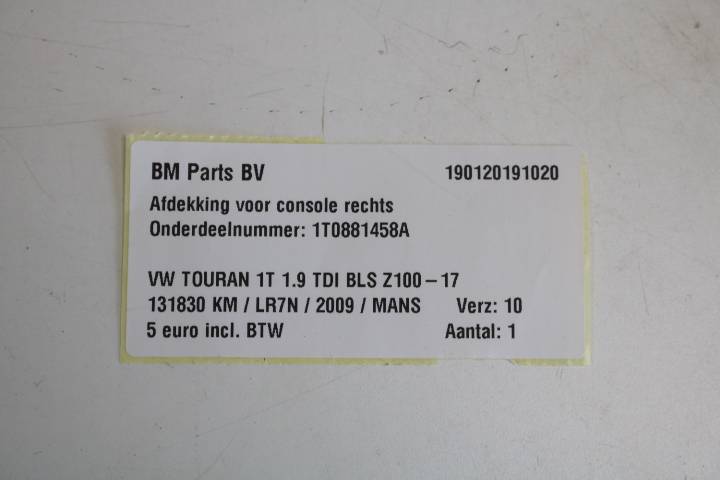 BM Parts BV 190120191020
Afdekking voor console rechts
Onderdeelnummer: 1T0881458A
VW TOURAN 1T 1.9 TDI BLS Z100-17
131830 KM / LR7N / 2009 / MANS Verz: 10
5 euro incl. BTW Aantal: 1